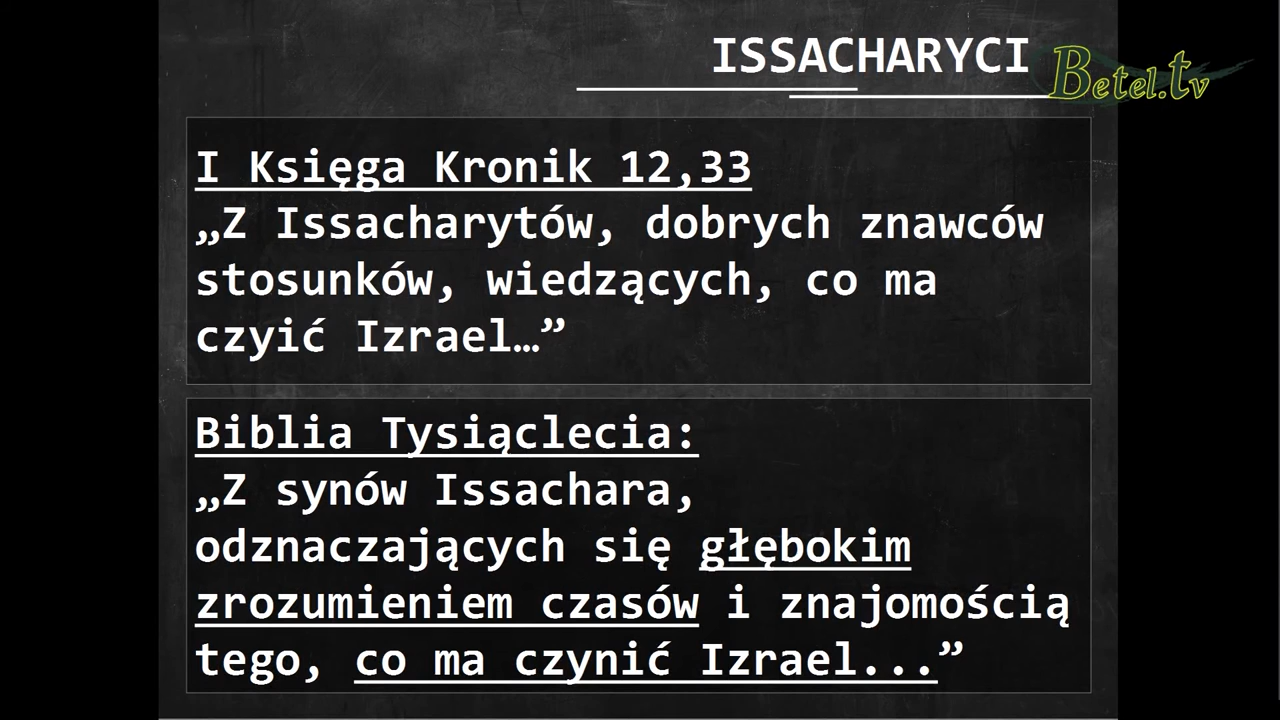 ISSACHARYCI
Betel.tv
I Księga Kronik 12,33
„Z Issacharytów, dobrych znawców
stosunków, wiedzących, co ma
czyić Izrael…”
Biblia Tysiąclecia:
„Z synów Issachara,
odznaczających się głębokim
zrozumieniem czasów i znajomością
tego, co ma czynić Izrael...”